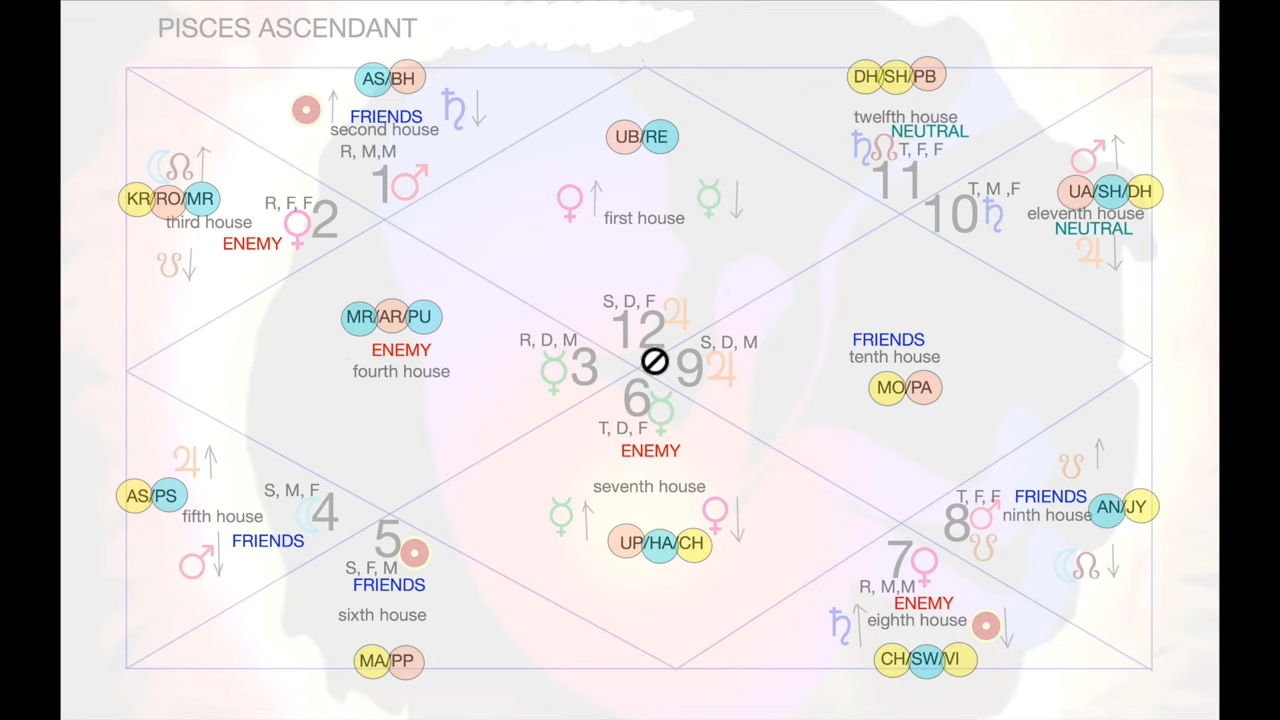 PISCES ASCENDANT
AS/BH
FRIENDS
second house
R, M,M
1
UB/RE
first house
DH/SH/PB
twelfth house
NEUTRAL
T, F, F
11
T, M ,F
10
UA/SH/DH
eleventh house
NEUTRAL
KR/RO/MR
third house
R, F, F
2
ENEMY
MR/AR/PU
ENEMY
fourth house
S, D, F
12
R, D, M
3
S, D, M
9
6
T, D, F
ENEMY
seventh house
UP/HA/CH
FRIENDS
tenth house
MO/PA
AS/PS
fifth house
S, M, F
4
FRIENDS
5
S, F, M
FRIENDS
sixth house
MA/PP
T, F, F
8
FRIENDS
ninth house
AN/JY
7
R, M,M
ENEMY
eighth house
CH/SW/VI